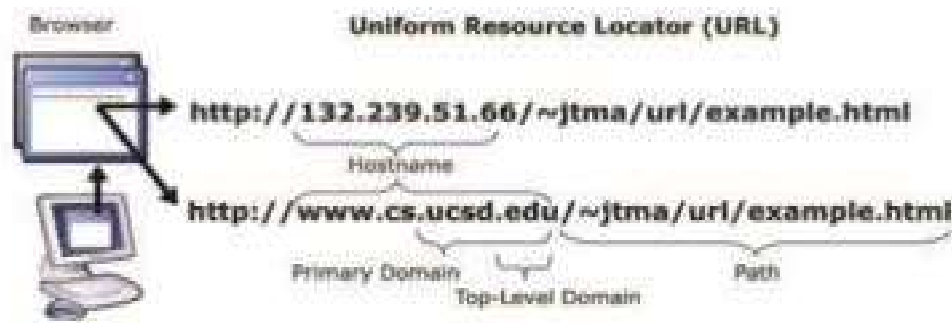 Browser
Uniform Resource Locator (URL)
http://132.239.51.66/~jtma/url/example.html
Hostname
http://www.cs.ucsd.edu/~jtma/url/example.html
Primary Domain
Path
Top-Level Domain